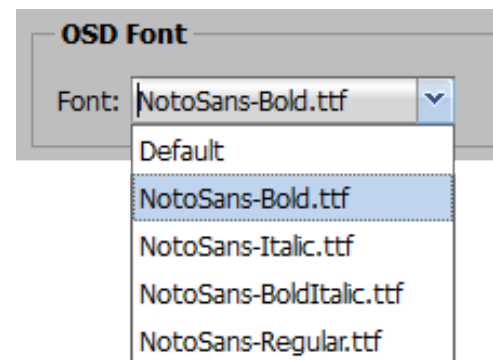 OSD Font
Font: NotoSans-Bold.ttf
Default
NotoSans-Bold.ttf
NotoSans-Italic.ttf
NotoSans-BoldItalic.ttf
NotoSans-Regular.ttf